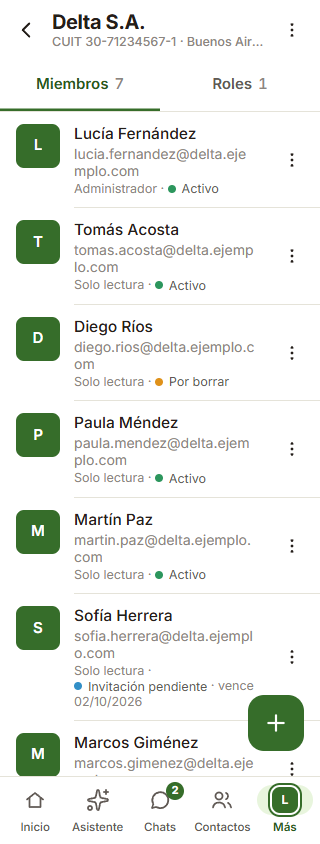 Delta S.A.
CUIT 30-71234567-1 · Buenos Air...
Miembros 7
Roles 1
L
Lucía Fernández
lucia.fernandez@delta.eje
mplo.com
Administrador · Activo
T
Tomás Acosta
tomas.acosta@delta.ejemp
lo.com
Solo lectura · Activo
D
Diego Ríos
diego.rios@delta.ejemplo.c
om
Solo lectura · Por borrar
P
Paula Méndez
paula.mendez@delta.ejem
plo.com
Solo lectura · Activo
M
Martín Paz
martin.paz@delta.ejemplo.
com
Solo lectura · Activo
S
Sofía Herrera
sofia.herrera@delta.ejempl
o.com
Solo lectura ·
Invitación pendiente · vence
02/10/2026
M
Marcos Giménez
marcos.gimenez@delta.eje
2
L
Inicio
Asistente
Chats
Contactos
Más